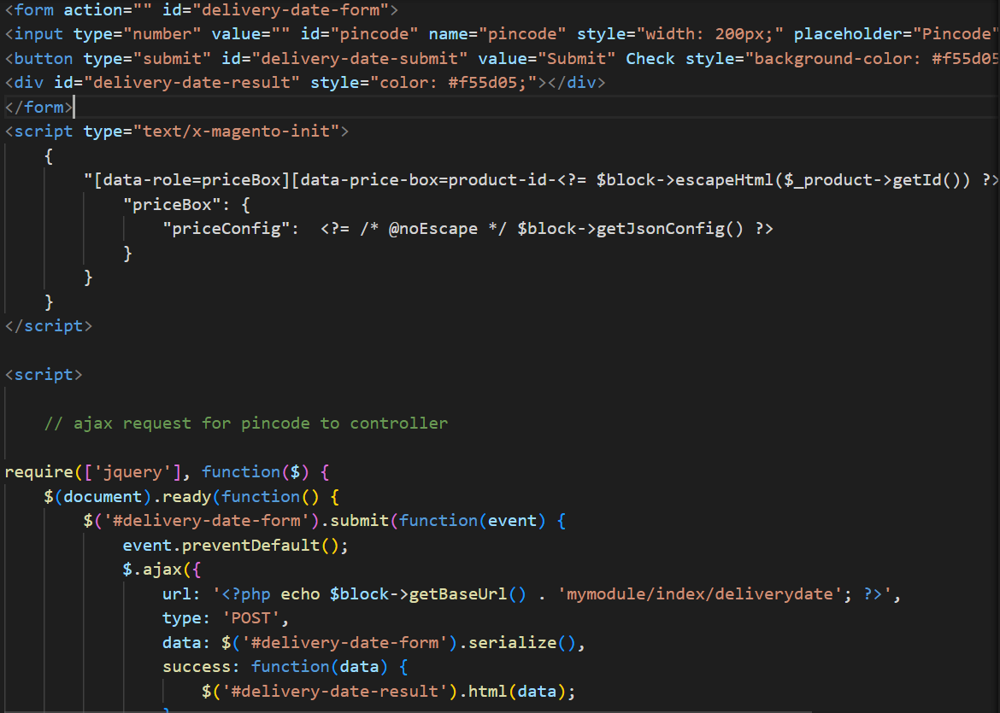 <form action="" id="delivery-date-form">
<input type="number" value="" id="pincode" name="pincode" style="width: 200px;" placeholder="Pincode"
<button type="submit" id="delivery-date-submit" value="Submit" Check style="background-color: #f55d05
<div id="delivery-date-result" style="color: #f55d05;"></div>
</form>
<script type="text/x-magento-init">
    {
        "[data-role=priceBox][data-price-box=product-id-<?= $block->escapeHtml($_product->getId()) ?>
            "priceBox": {
                "priceConfig":  <?= /* @noEscape */ $block->getJsonConfig() ?>
            }
        }
    }
</script>
<script>
    // ajax request for pincode to controller
require(['jquery'], function($) {
    $(document).ready(function() {
        $('#delivery-date-form').submit(function(event) {
            event.preventDefault();
            $.ajax({
                url: '<?php echo $block->getBaseUrl() . 'mymodule/index/deliverydate'; ?>',
                type: 'POST',
                data: $('#delivery-date-form').serialize(),
                success: function(data) {
                    $('#delivery-date-result').html(data);